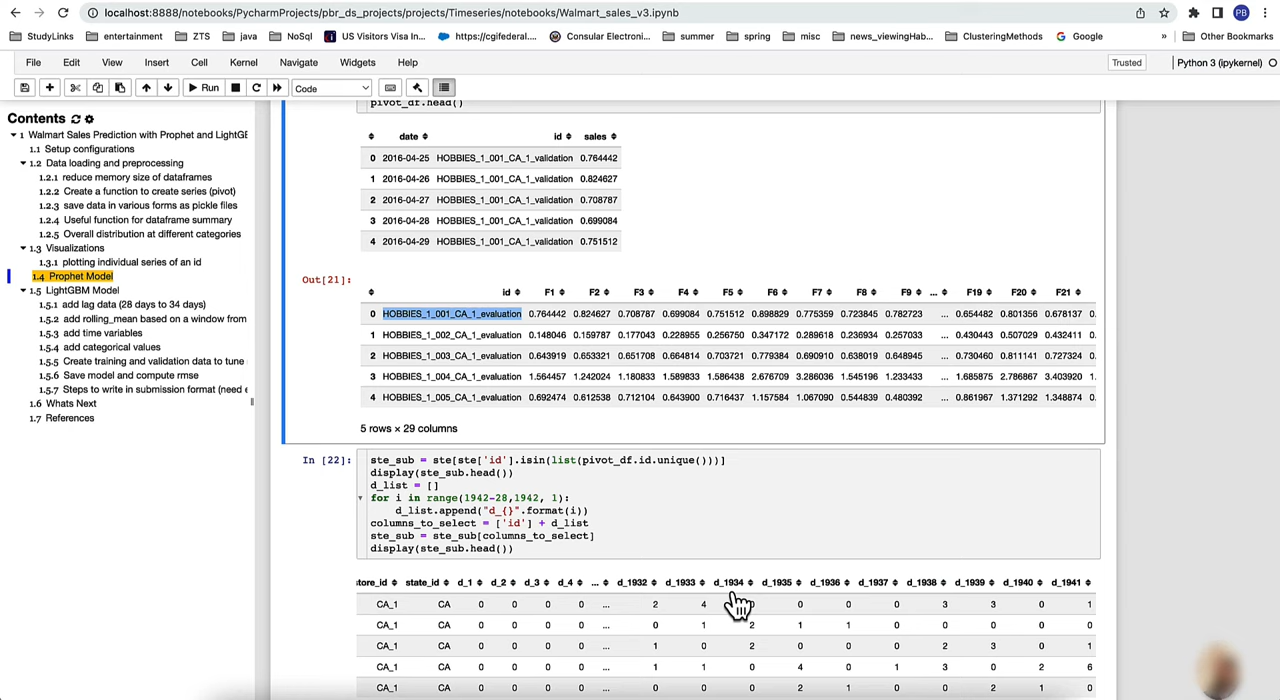 localhost:8888/notebooks/PycharmProjects/pbr_ds_projects/projects/Timeseries/notebooks/Walmart_sales_v3.ipynb
PB
StudyLinks entertainment ZTS java NoSql US Visitors Visa In... https://cgifederal.... Consular Electroni... summer spring misc news_viewingHab... ClusteringMethods Google » Other Bookmarks
File Edit View Insert Cell Kernel Navigate Widgets Help Trusted Python 3 (ipykernel)
Run Code
Contents
1 Walmart Sales Prediction with Prophet and LightGE
1.1 Setup configurations
1.2 Data loading and preprocessing
1.2.1 reduce memory size of dataframes
1.2.2 Create a function to create series (pivot)
1.2.3 save data in various forms as pickle files
1.2.4 Useful function for dataframe summary
1.2.5 Overall distribution at different categories
1.3 Visualizations
1.3.1 plotting individual series of an id
1.4 Prophet Model
1.5 LightGBM Model
1.5.1 add lag data (28 days to 34 days)
1.5.2 add rolling_mean based on a window from
1.5.3 add time variables
1.5.4 add categorical values
1.5.5 Create training and validation data to tune
1.5.6 Save model and compute rmse
1.5.7 Steps to write in submission format (need e
1.6 Whats Next
1.7 References
pivot_df.head()
date id sales
0 2016-04-25 HOBBIES_1_001_CA_1_validation 0.764442
1 2016-04-26 HOBBIES_1_001_CA_1_validation 0.824627
2 2016-04-27 HOBBIES_1_001_CA_1_validation 0.708787
3 2016-04-28 HOBBIES_1_001_CA_1_validation 0.699084
4 2016-04-29 HOBBIES_1_001_CA_1_validation 0.751512
Out[21]:
id F1 F2 F3 F4 F5 F6 F7 F8 F9 ... F19 F20 F21
0 HOBBIES_1_001_CA_1_evaluation 0.764442 0.824627 0.708787 0.699084 0.751512 0.898829 0.775359 0.723845 0.782723 ... 0.654482 0.801356 0.678137 0.
1 HOBBIES_1_002_CA_1_evaluation 0.148046 0.159787 0.177043 0.228955 0.256750 0.347172 0.289618 0.236934 0.257033 ... 0.430443 0.507029 0.432411 0.
2 HOBBIES_1_003_CA_1_evaluation 0.643919 0.653321 0.651708 0.664814 0.703721 0.779384 0.690910 0.638019 0.648945 ... 0.730460 0.811141 0.727324 0.
3 HOBBIES_1_004_CA_1_evaluation 1.564457 1.242024 1.180833 1.589833 1.586438 2.676709 3.286036 1.545196 1.233433 ... 1.685875 2.786867 3.403920 1.
4 HOBBIES_1_005_CA_1_evaluation 0.692474 0.612538 0.712104 0.643900 0.716437 1.157584 1.067090 0.544839 0.480392 ... 0.861967 1.371292 1.348874 0.
5 rows × 29 columns
In [22]:
ste_sub = ste[ste['id'].isin(list(pivot_df.id.unique()))]
display(ste_sub.head())
d_list = []
for i in range(1942-28,1942, 1):
d_list.append("d_{}".format(i))
columns_to_select = ['id'] + d_list
ste_sub = ste_sub[columns_to_select]
display(ste_sub.head())
store_id state_id d_1 d_2 d_3 d_4 ... d_1932 d_1933 d_1934 d_1935 d_1936 d_1937 d_1938 d_1939 d_1940 d_1941
CA_1 CA 0 0 0 0 ... 2 4 0 0 0 0 3 3 0 1
CA_1 CA 0 0 0 0 ... 0 1 2 1 1 0 0 0 0 0
CA_1 CA 0 0 0 0 ... 1 0 2 0 0 0 2 3 0 1
CA_1 CA 0 0 0 0 ... 1 1 0 4 0 1 3 0 2 6
CA_1 CA 0 0 0 0 ... 0 0 0 2 1 0 0 2 1 0